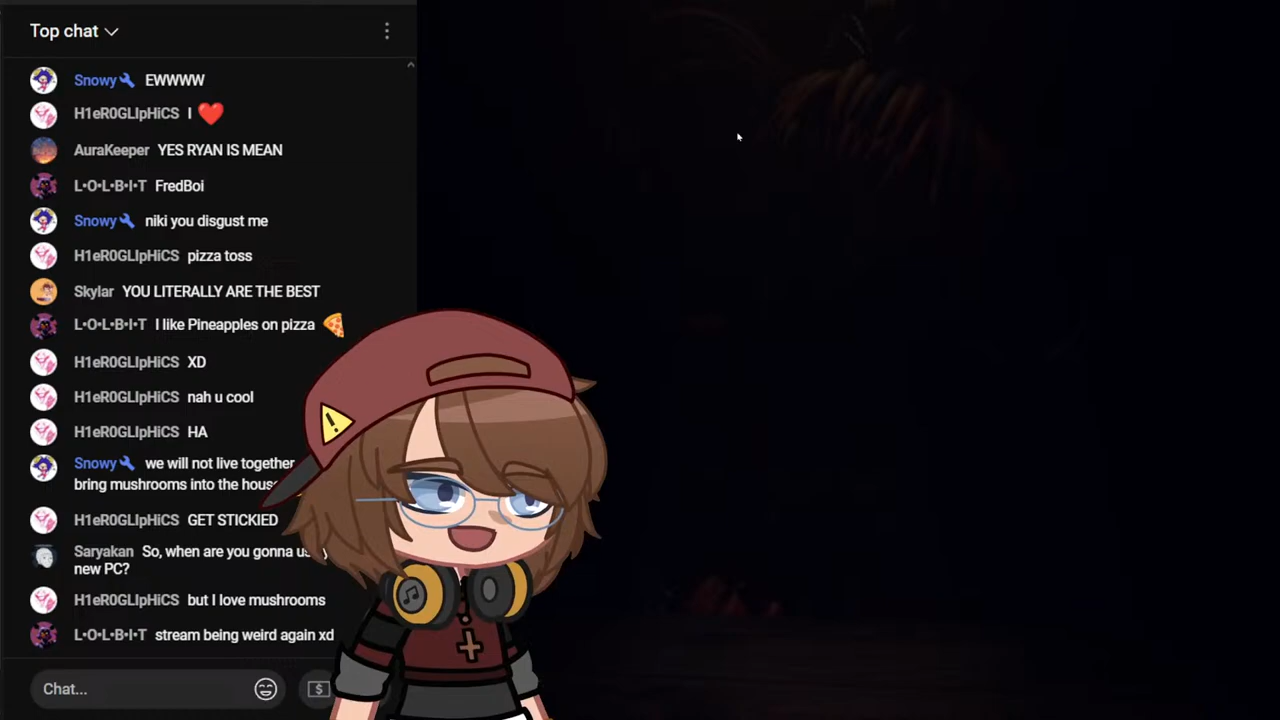 Top chat
Snowy EWWWW
H1eR0GLIpHiCS I ❤️
AuraKeeper YES RYAN IS MEAN
L•O•L•B•I•T FredBoi
Snowy niki you disgust me
H1eR0GLIpHiCS pizza toss
Skylar YOU LITERALLY ARE THE BEST
L•O•L•B•I•T I like Pineapples on pizza 🍕
H1eR0GLIpHiCS XD
H1eR0GLIpHiCS nah u cool
H1eR0GLIpHiCS HA
Snowy we will not live together
bring mushrooms into the
H1eR0GLIpHiCS GET STICKIED
Saryakan So, when are you gonna
new PC?
H1eR0GLIpHiCS but I love mushrooms
L•O•L•B•I•T stream being weird again xd
Chat...
$
!